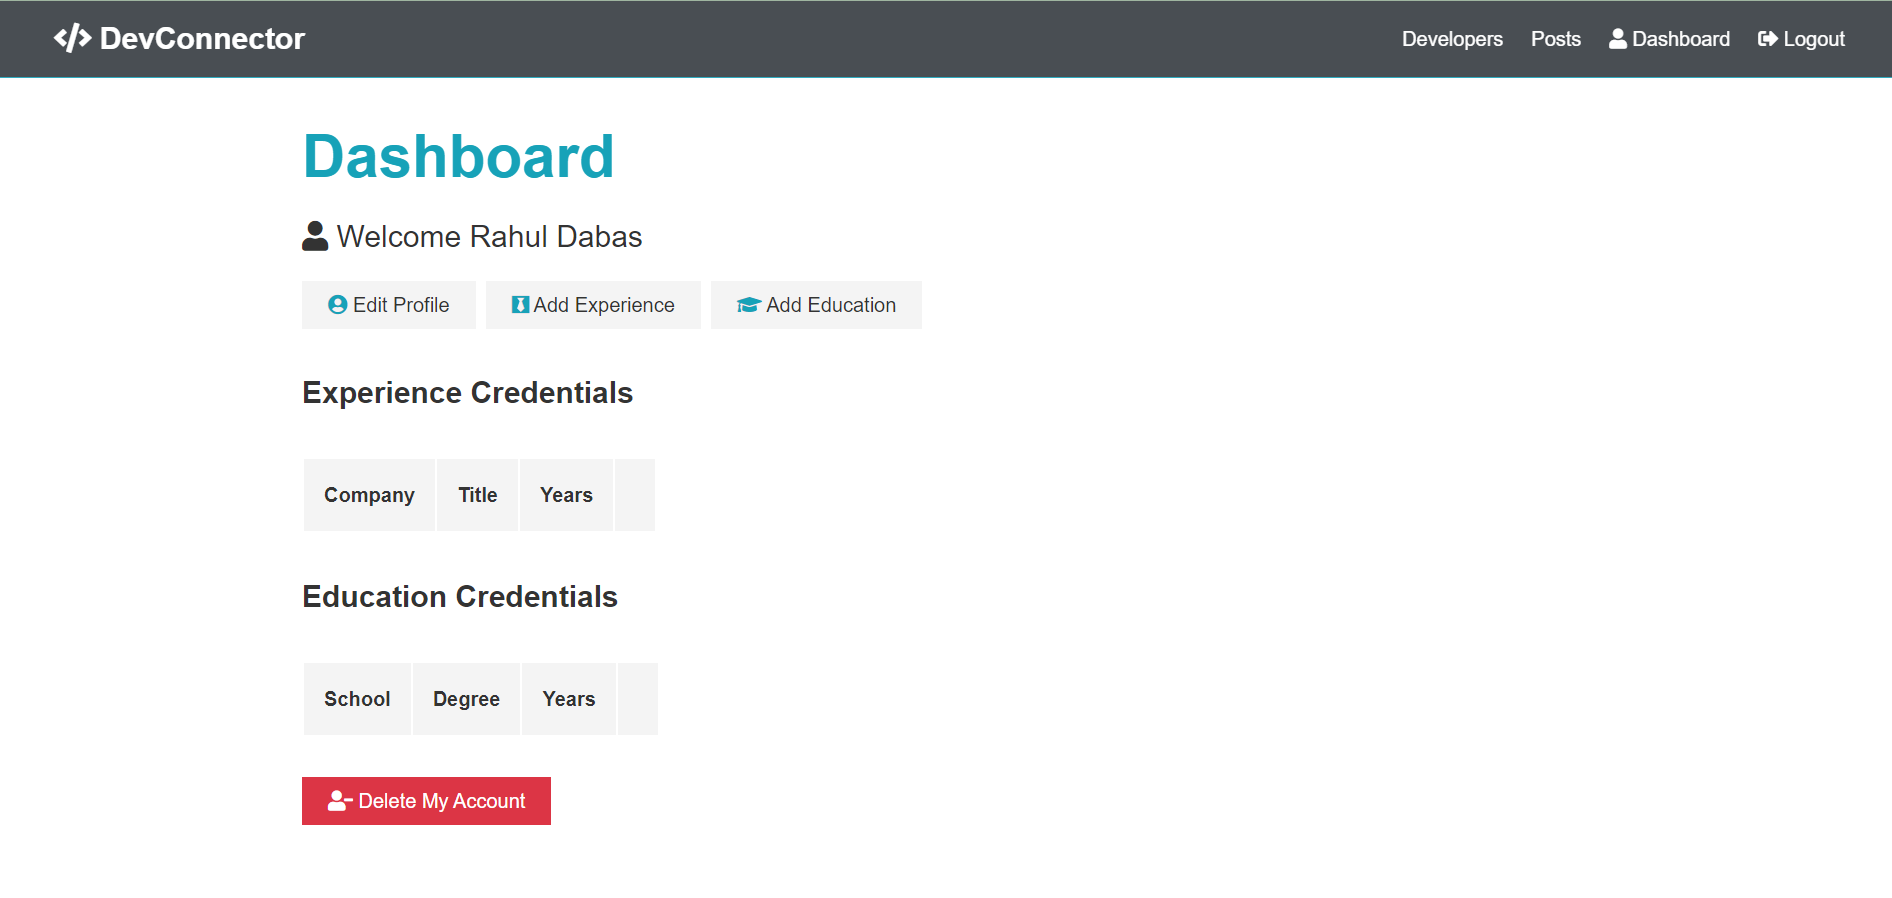 DevConnector Developers Posts Dashboard Logout
Dashboard
Welcome Rahul Dabas
Edit Profile Add Experience Add Education
Experience Credentials
Company Title Years
Education Credentials
School Degree Years
Delete My Account